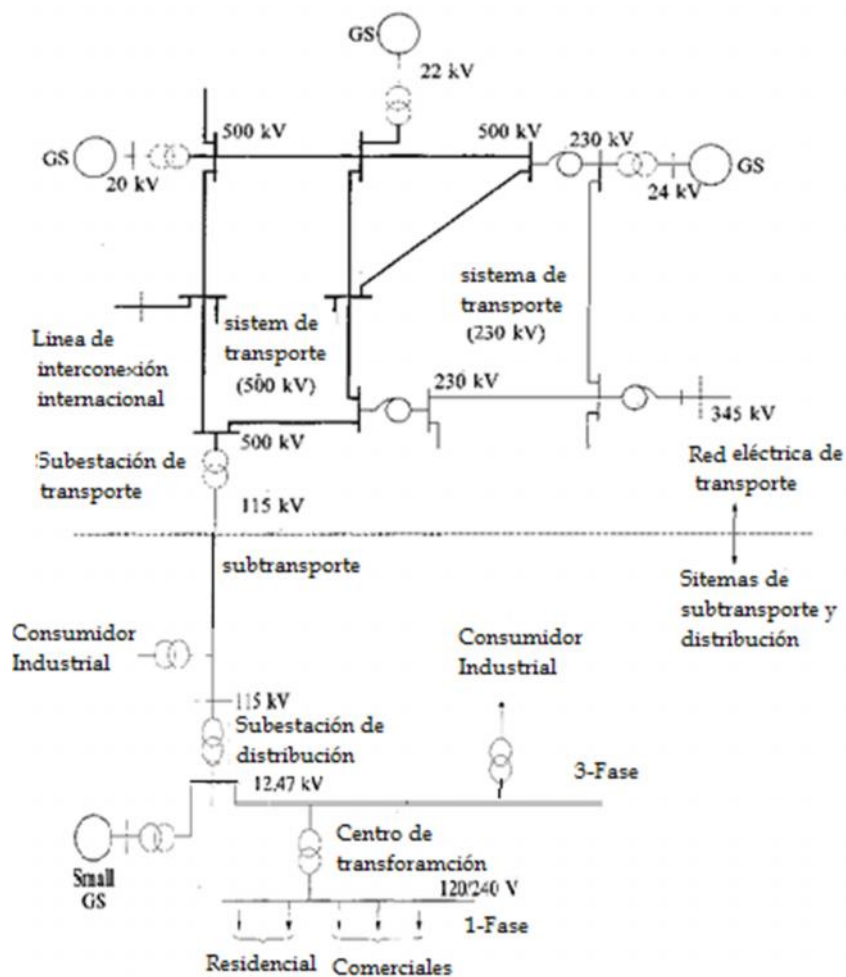 GS
22 kV
500 kV
500 kV
230 kV
GS
20 kV
24 kV
GS
sistema de
transporte
(230 kV)
Linea de
interconexión
internacional
sistem de
transporte
(500 kV)
230 kV
345 kV
500 kV
Subestación de
transporte
Red eléctrica de
transporte
115 kV
subtransporte
Sitemas de
subtransporte y
distribución
Consumidor
Industrial
Consumidor
Industrial
115 kV
Subestación de
distribución
12.47 kV
3-Fase
Centro de
transforamción
Small
GS
120/240 V
1-Fase
Residencial
Comerciales